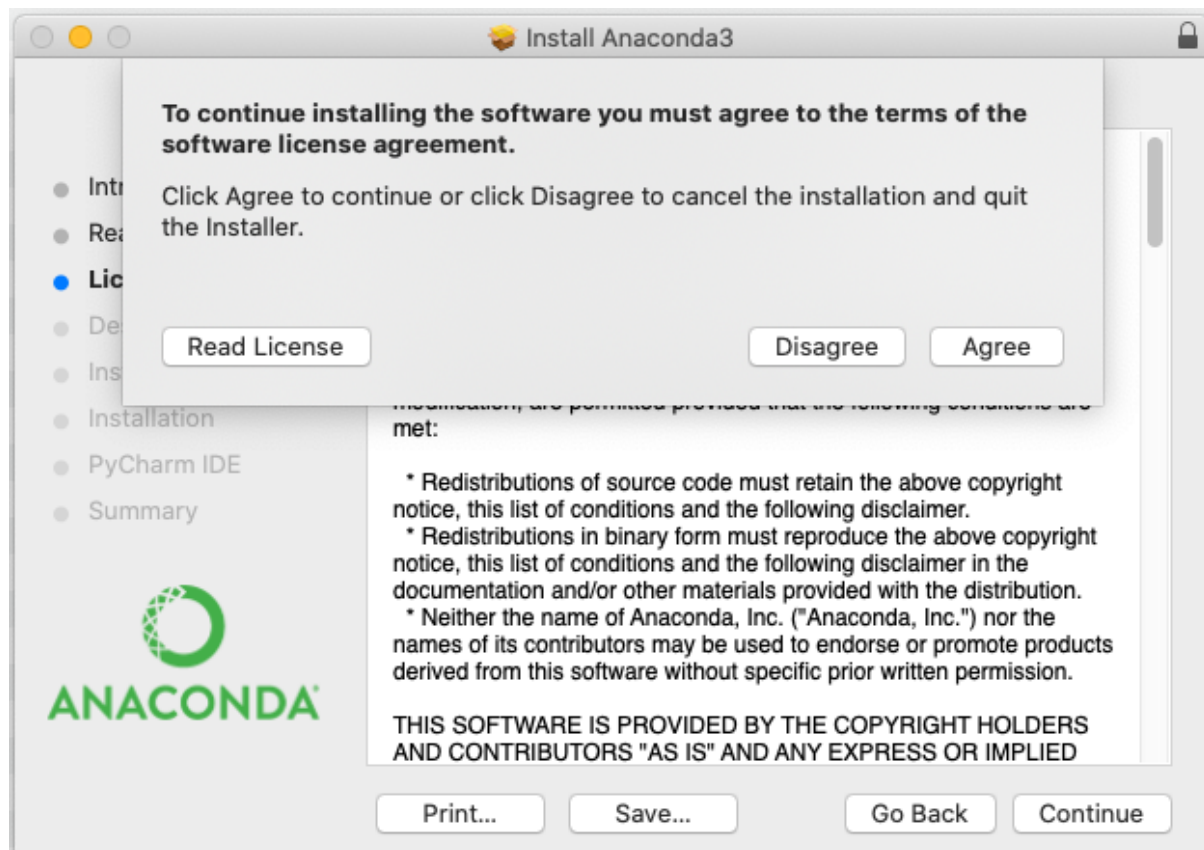 Install Anaconda3
To continue installing the software you must agree to the terms of the
software license agreement.
Click Agree to continue or click Disagree to cancel the installation and quit
the Installer.
Read License
Disagree
Agree
Lic
De
Ins
Installation
PyCharm IDE
Summary
ANACONDA
met:
* Redistributions of source code must retain the above copyright
notice, this list of conditions and the following disclaimer.
* Redistributions in binary form must reproduce the above copyright
notice, this list of conditions and the following disclaimer in the
documentation and/or other materials provided with the distribution.
* Neither the name of Anaconda, Inc. ("Anaconda, Inc.") nor the
names of its contributors may be used to endorse or promote products
derived from this software without specific prior written permission.
THIS SOFTWARE IS PROVIDED BY THE COPYRIGHT HOLDERS
AND CONTRIBUTORS "AS IS" AND ANY EXPRESS OR IMPLIED
Print...
Save...
Go Back
Continue